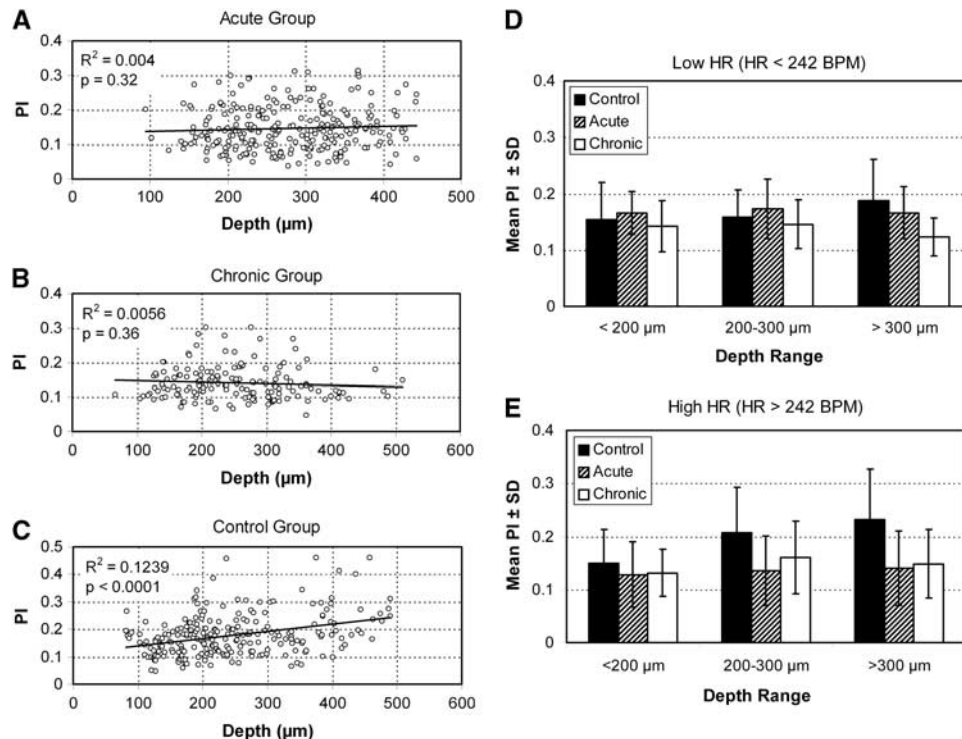 A
Acute Group
R² = 0.004
p = 0.32
0.4
0.3
0.2
0.1
0
PI
0 100 200 300 400 500
Depth (µm)
B
Chronic Group
R² = 0.0056
p = 0.36
0.4
0.3
0.2
0.1
0
PI
0 100 200 300 400 500 600
Depth (µm)
C
Control Group
R² = 0.1239
p < 0.0001
0.5
0.4
0.3
0.2
0.1
0
PI
0 100 200 300 400 500 600
Depth (µm)
D
Low HR (HR < 242 BPM)
Control
Acute
Chronic
0.4
0.3
0.2
0.1
0
Mean PI ± SD
< 200 µm 200-300 µm > 300 µm
Depth Range
E
High HR (HR > 242 BPM)
Control
Acute
Chronic
0.4
0.3
0.2
0.1
0
Mean PI ± SD
<200 µm 200-300 µm >300 µm
Depth Range